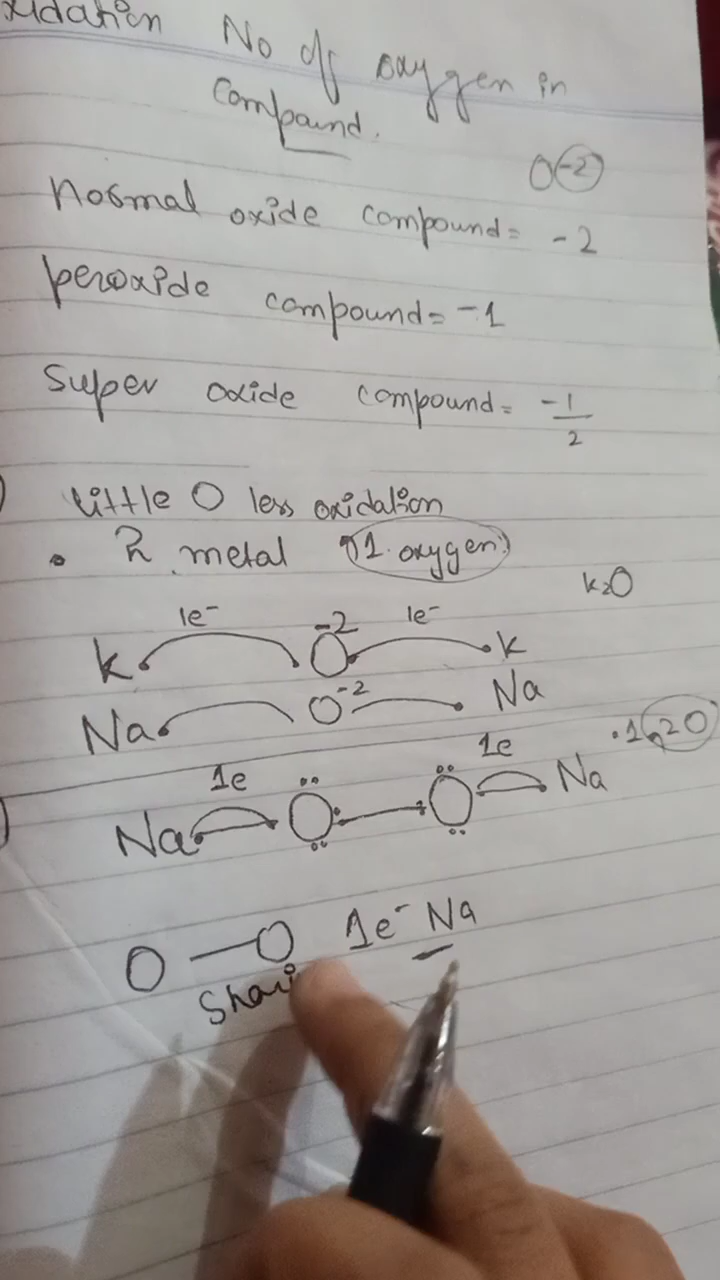 No of oxygen in
compound.
O -2
Normal oxide compound= -2
peroxide compound= -1
Super oxide compound= -1/2
little O less oxidation
• 2 metal 1 oxygen
K2O
1e- -2 1e-
K O K
Na O-2 Na
1e 1e
Na O O Na
O — O 1e- Na